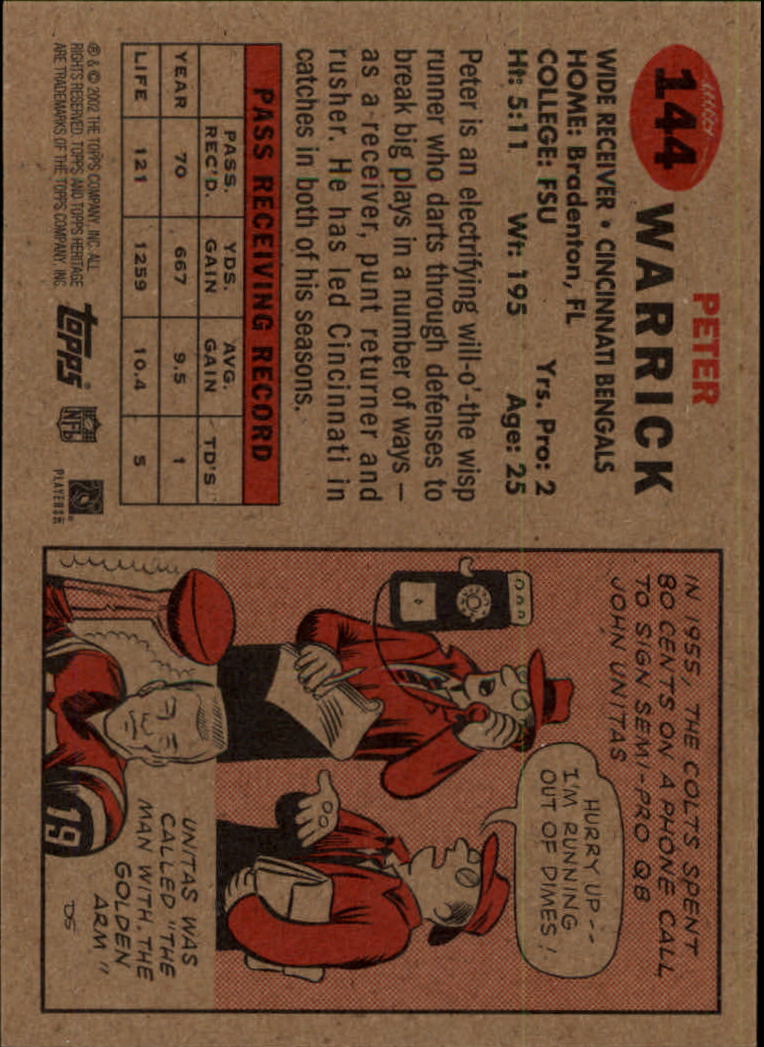 144
PETER
WARRICK
WIDE RECEIVER • CINCINNATI BENGALS
HOME: Bradenton, FL
COLLEGE: FSU Yrs. Pro: 2
Ht: 5:11 Wt: 195 Age: 25
Peter is an electrifying will-o'-the wisp
runner who darts through defenses to
break big plays in a number of ways –
as a receiver, punt returner and
rusher. He has led Cincinnati in
catches in both of his seasons.
PASS RECEIVING RECORD
PASS. REC'D. YDS. GAIN AVG. GAIN TD'S
YEAR 70 667 9.5 1
LIFE 121 1259 10.4 5
® & © 2002 THE TOPPS COMPANY, INC. ALL
RIGHTS RESERVED. TOPPS AND TOPPS HERITAGE
ARE TRADEMARKS OF THE TOPPS COMPANY, INC.
topps®
NFL
PLAYERS
IN 1955, THE COLTS SPENT
80 CENTS ON A PHONE CALL
TO SIGN SEMI-PRO QB
JOHN UNITAS
HURRY UP--
I'M RUNNING
OUT OF DIMES!
UNITAS WAS
CALLED "THE
MAN WITH THE
GOLDEN
ARM"
19
DS